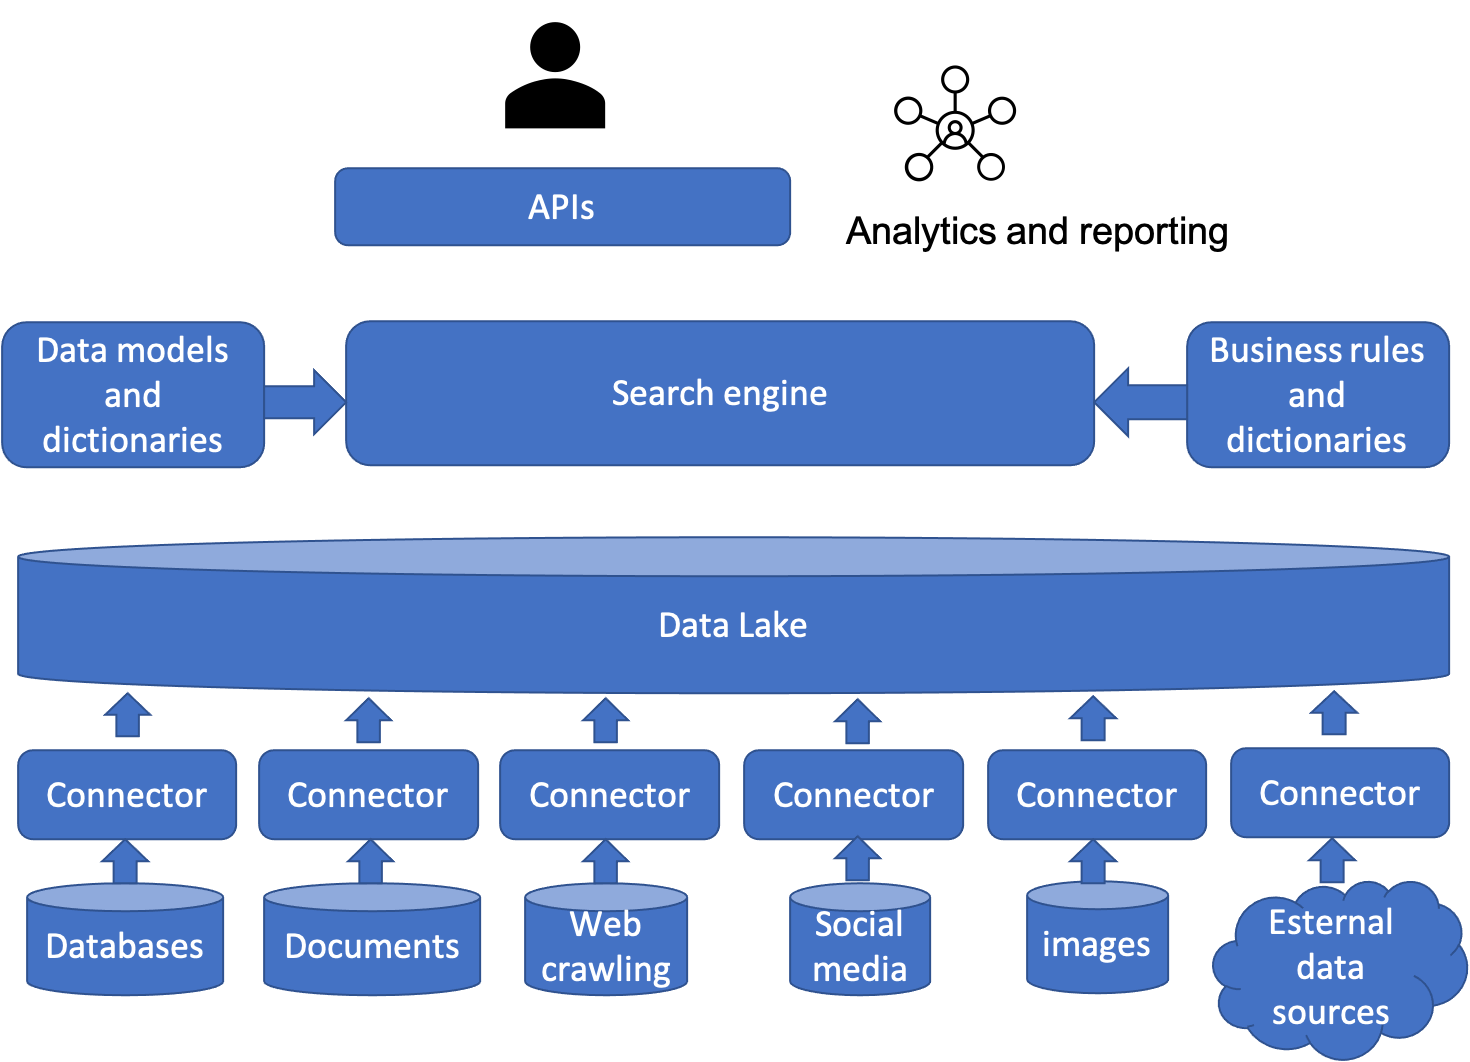 APIs
Analytics and reporting
Data models
and
dictionaries
Search engine
Business rules
and
dictionaries
Data Lake
Connector
Connector
Connector
Connector
Connector
Connector
Databases
Documents
Web
crawling
Social
media
images
Esternal
data
sources